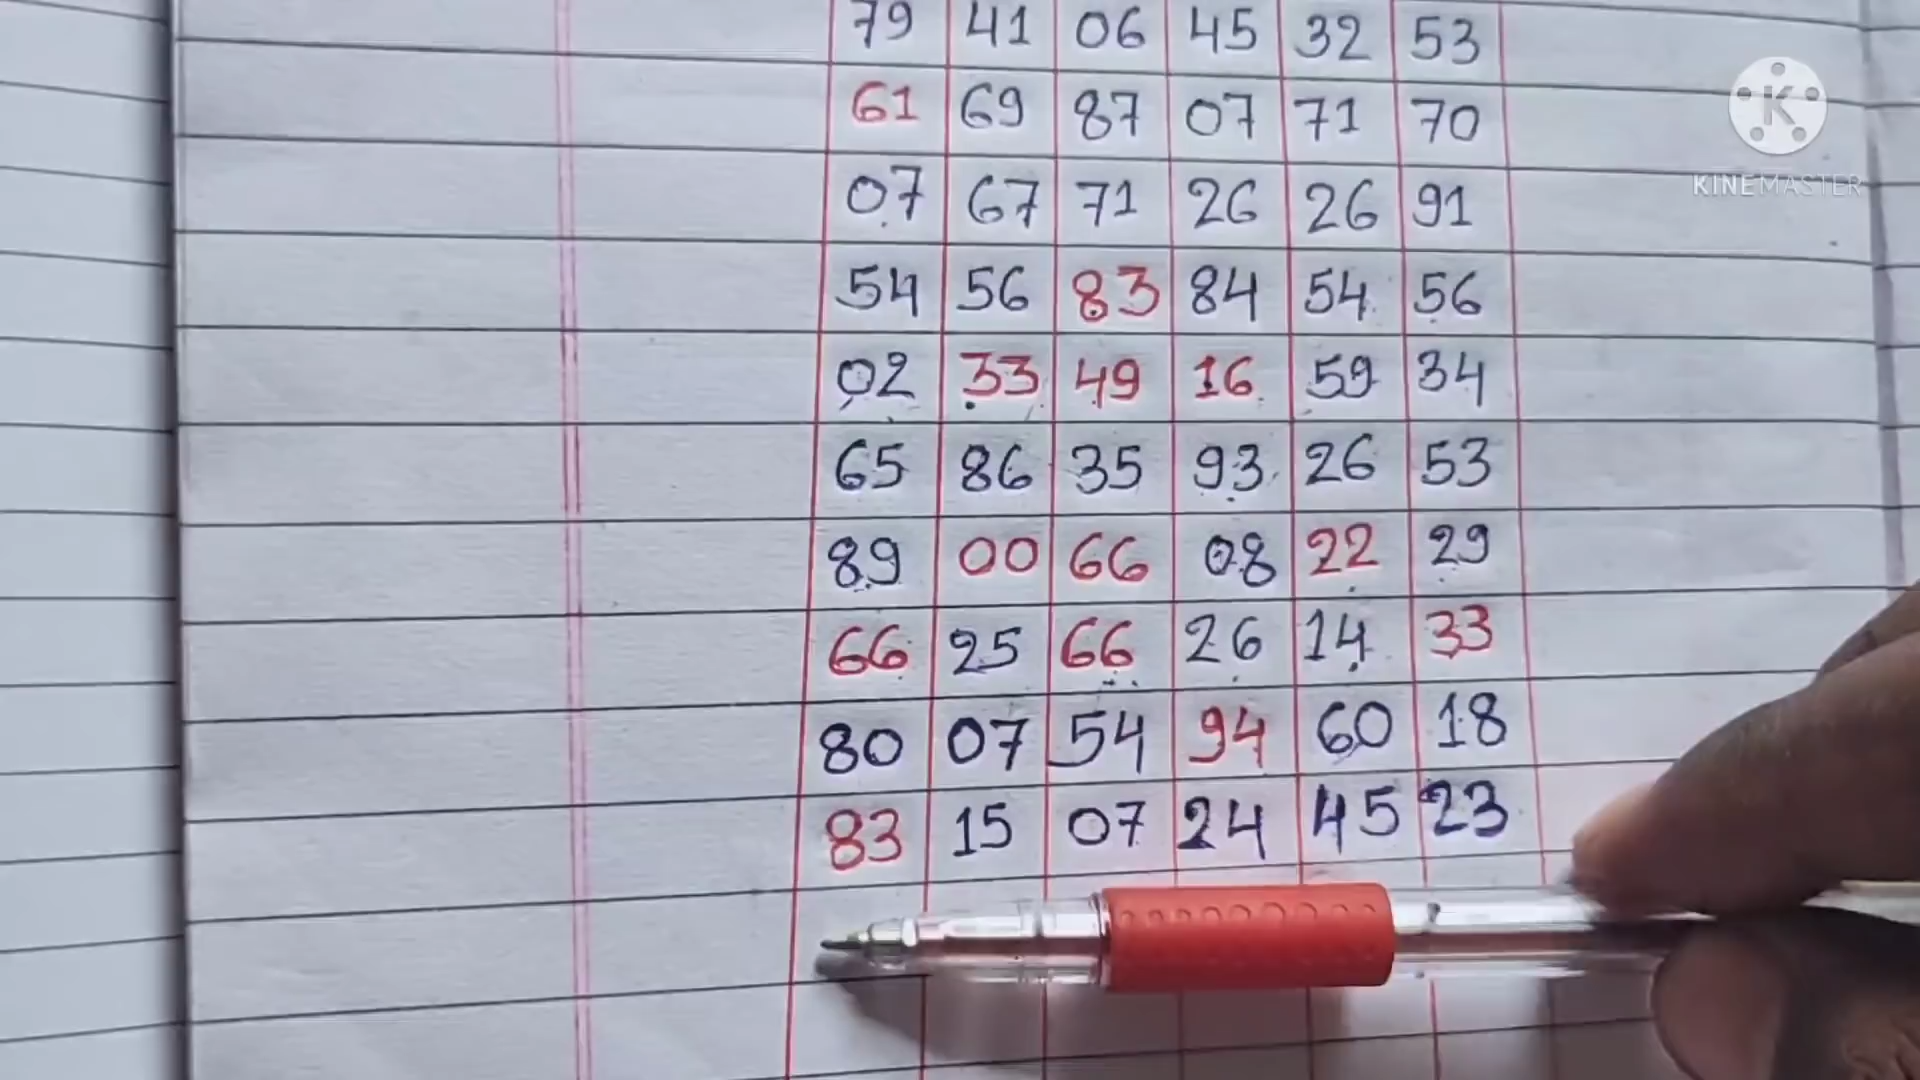 79 41 06 45 32 53
61 69 87 07 71 70
07 67 71 26 26 91
54 56 83 84 54 56
02 33 49 16 59 34
65 86 35 93 26 53
89 00 66 08 22 29
66 25 66 26 14 33
80 07 54 94 60 18
83 15 07 24 45 23
K
KINEMASTER